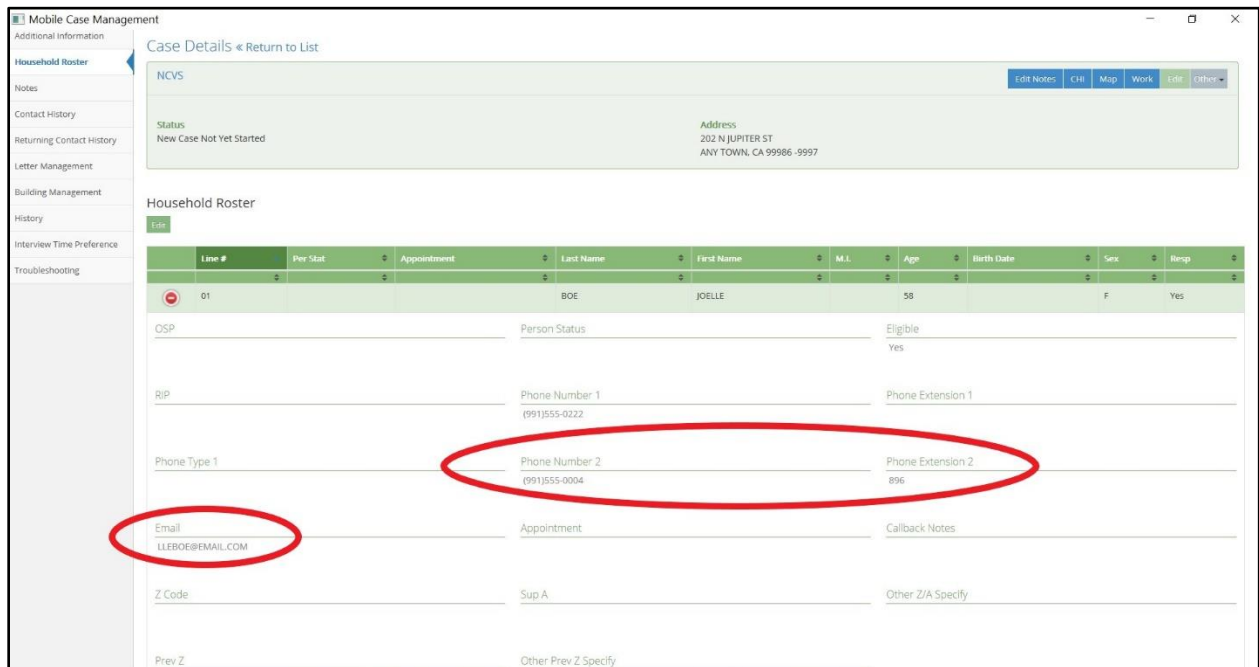 Mobile Case Management
Additional Information
Household Roster
Notes
Contact History
Returning Contact History
Letter Management
Building Management
History
Interview Time Preference
Troubleshooting
Case Details « Return to List
NCVS
Edit Notes CHI Map Work Edit Other
Status Address
New Case Not Yet Started 202 N JUPITER ST
ANY TOWN, CA 99986 -9997
Household Roster
Edit
Line # Per Stat Appointment Last Name First Name M.I. Age Birth Date Sex Resp
01 BOE JOELLE 58 F Yes
OSP Person Status Eligible
Yes
RIP Phone Number 1 Phone Extension 1
(991)555-0222
Phone Type 1 Phone Number 2 Phone Extension 2
(991)555-0004 896
Email Appointment Callback Notes
LLEBOE@EMAIL.COM
Z Code Sup A Other Z/A Specify
Prev Z Other Prev Z Specify